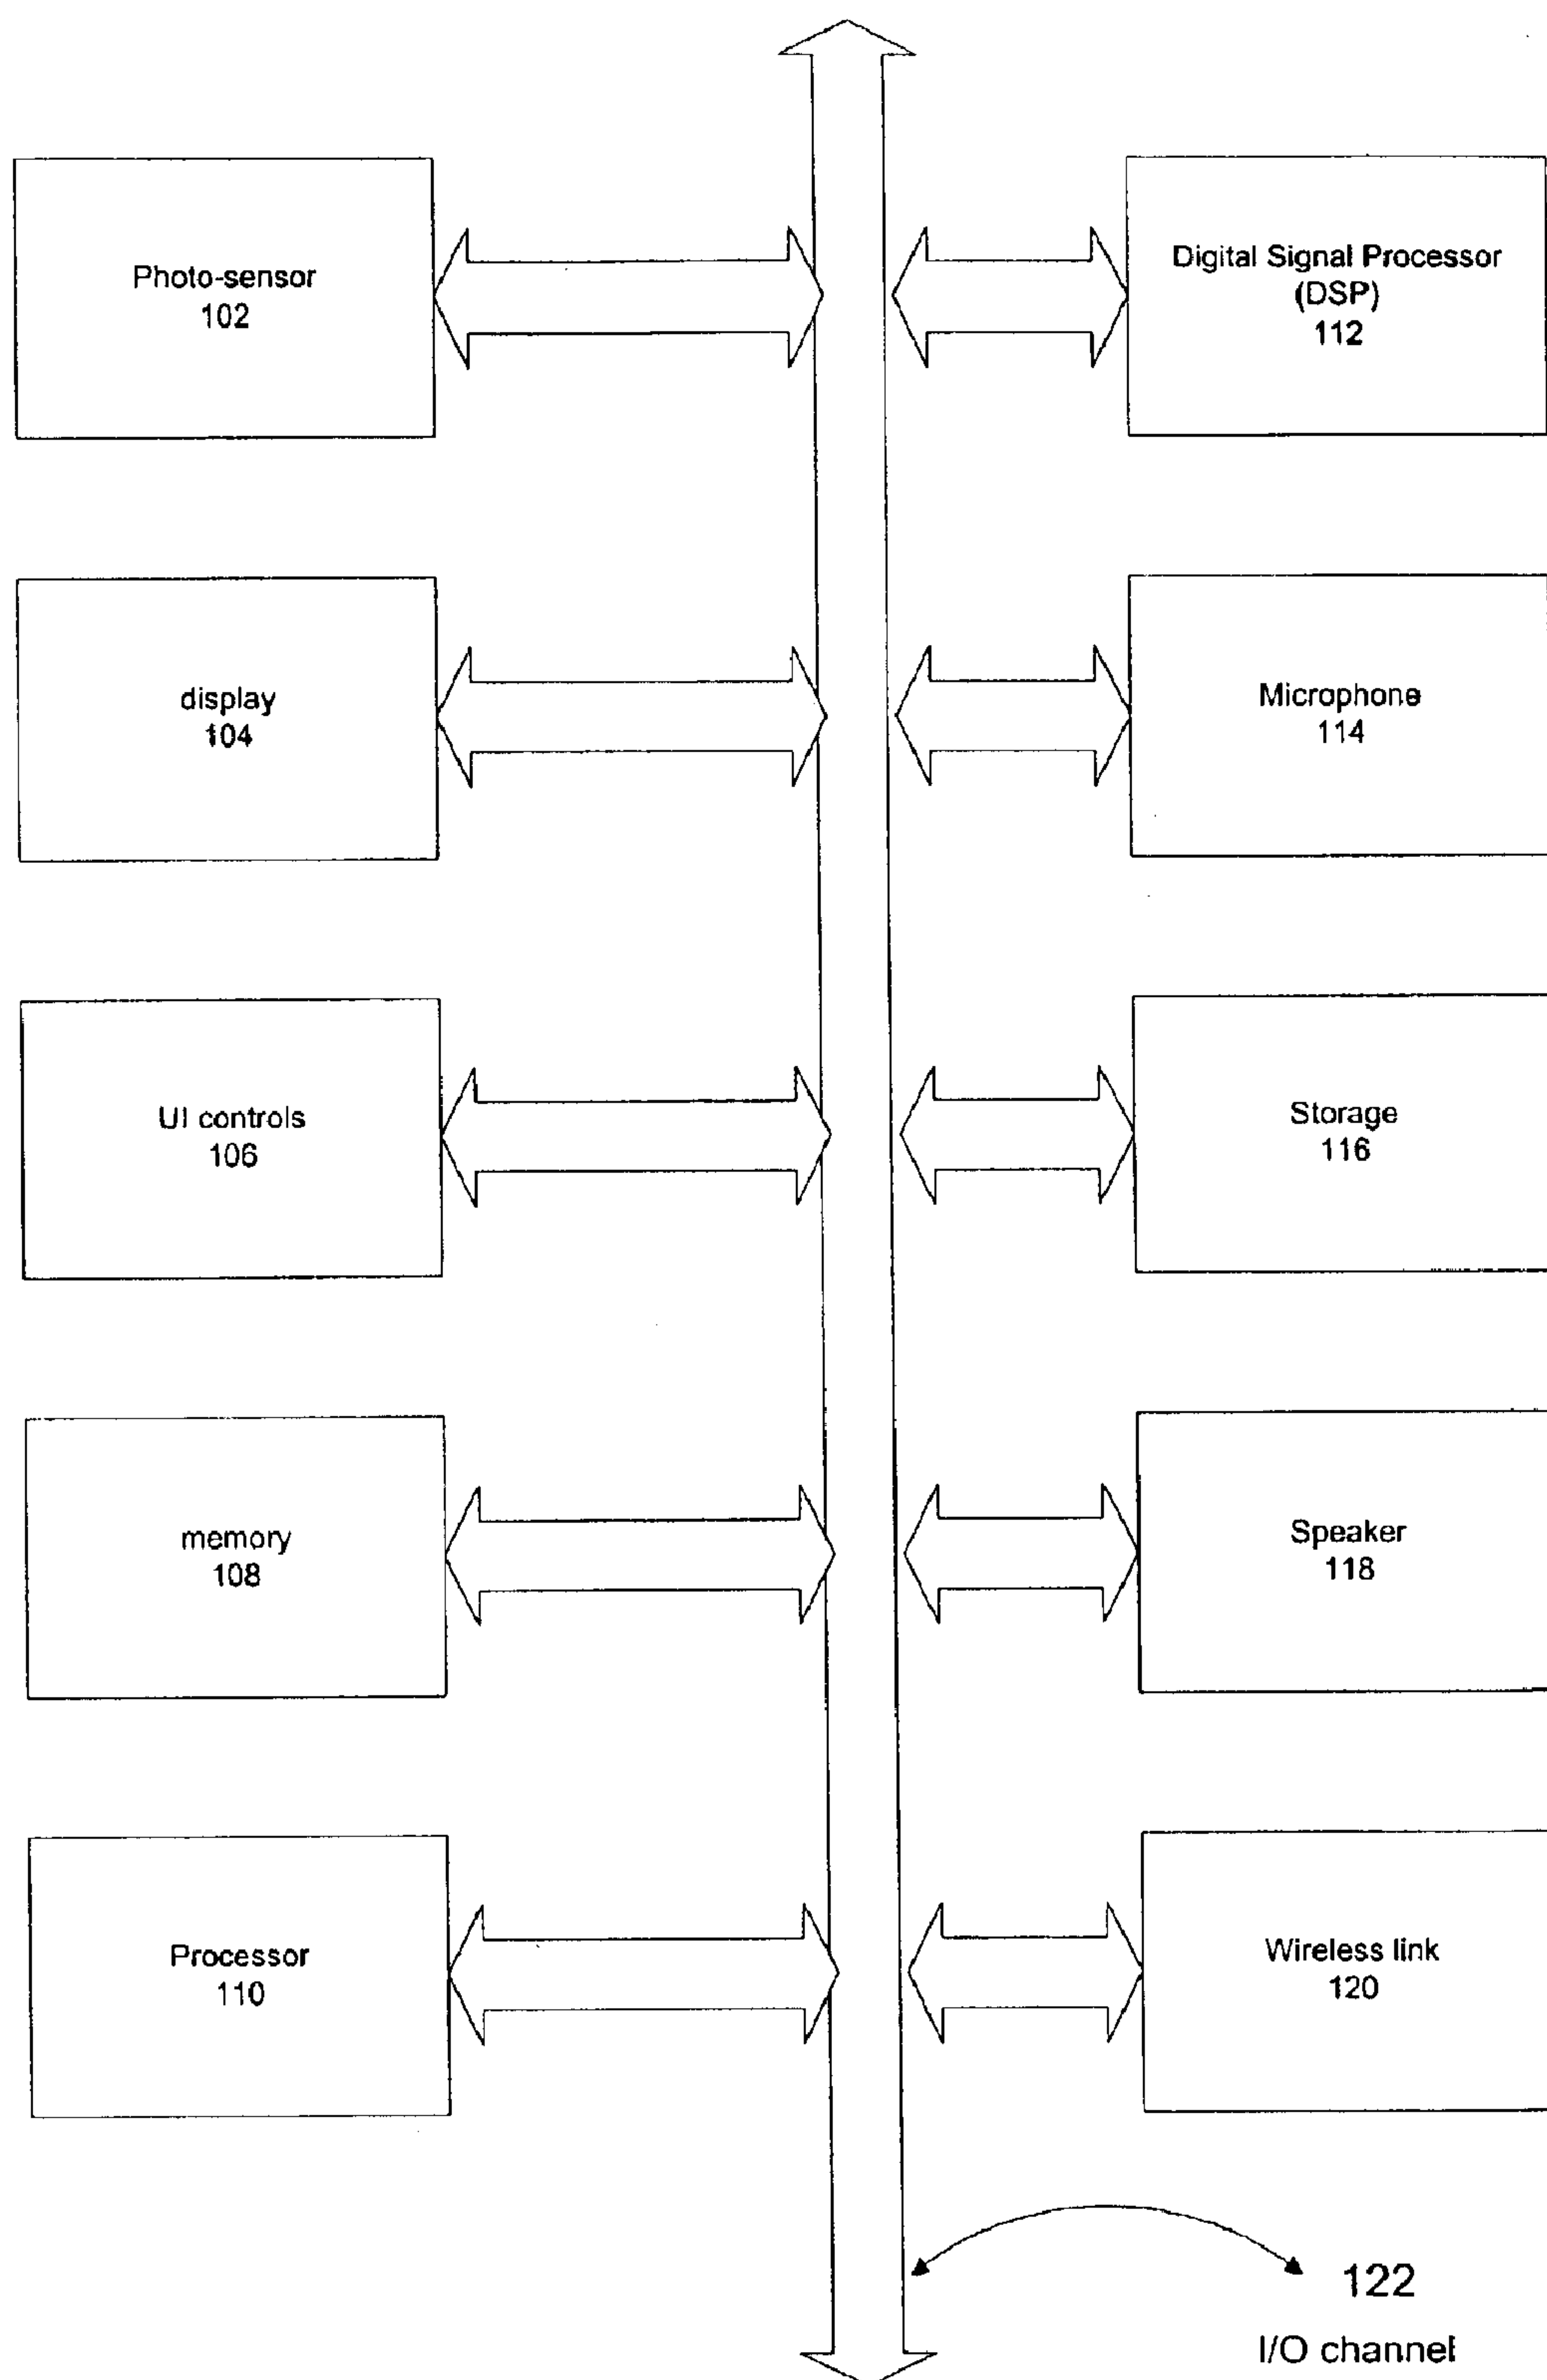 Photo-sensor
102
Digital Signal Processor
(DSP)
112
display
104
Microphone
114
UI controls
106
Storage
116
memory
108
Speaker
118
Processor
110
Wireless link
120
122
I/O channel